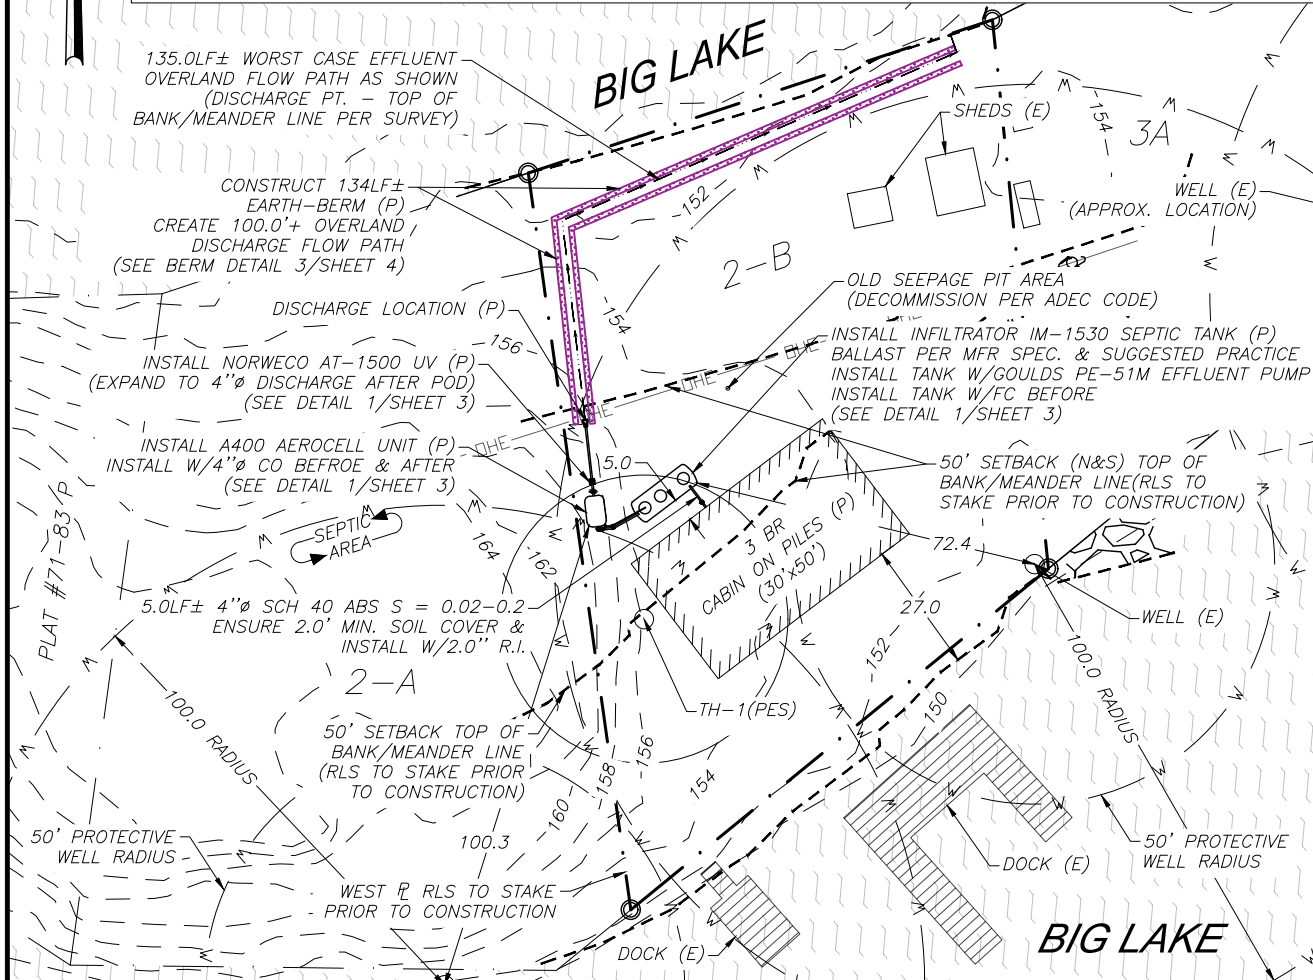 BIG LAKE
135.0LF± WORST CASE EFFLUENT
OVERLAND FLOW PATH AS SHOWN
(DISCHARGE PT. - TOP OF
BANK/MEANDER LINE PER SURVEY)
SHEDS (E)
154
3A
CONSTRUCT 134LF±
EARTH-BERM (P)
CREATE 100.0'+ OVERLAND
DISCHARGE FLOW PATH
(SEE BERM DETAIL 3/SHEET 4)
152
WELL (E)
(APPROX. LOCATION)
2-B
OLD SEEPAGE PIT AREA
(DECOMMISSION PER ADEC CODE)
DISCHARGE LOCATION (P)
154
156
INSTALL INFILTRATOR IM-1530 SEPTIC TANK (P)
BALLAST PER MFR SPEC. & SUGGESTED PRACTICE
INSTALL TANK W/GOULDS PE-51M EFFLUENT PUMP
INSTALL TANK W/FC BEFORE
(SEE DETAIL 1/SHEET 3)
INSTALL NORWECO AT-1500 UV (P)
(EXPAND TO 4''ø DISCHARGE AFTER POD)
(SEE DETAIL 1/SHEET 3)
OHE
OHE
OHE
OHE
INSTALL A400 AEROCELL UNIT (P)
INSTALL W/4''ø CO BEFROE & AFTER
(SEE DETAIL 1/SHEET 3)
5.0
50' SETBACK (N&S) TOP OF
BANK/MEANDER LINE(RLS TO
STAKE PRIOR TO CONSTRUCTION)
PLAT #71-83/P
SEPTIC
AREA
164
162
3 BR
CABIN ON PILES (P)
(30'x50')
72.4
27.0
WELL (E)
5.0LF± 4''ø SCH 40 ABS S = 0.02-0.2
ENSURE 2.0' MIN. SOIL COVER &
INSTALL W/2.0'' R.I.
2-A
100.0 RADIUS
TH-1(PES)
152
150
100.0 RADIUS
50' SETBACK TOP OF
BANK/MEANDER LINE
(RLS TO STAKE PRIOR
TO CONSTRUCTION)
156
158
154
160
50' PROTECTIVE
WELL RADIUS
100.3
DOCK (E)
50' PROTECTIVE
WELL RADIUS
WEST PL RLS TO STAKE
PRIOR TO CONSTRUCTION
DOCK (E)
BIG LAKE